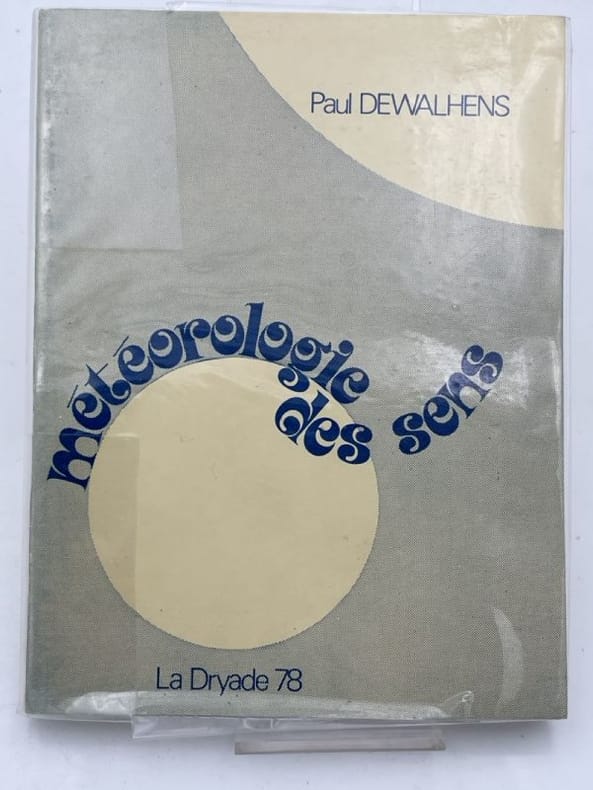 Paul DEWALHENS
météorologie
des sens
La Dryade 78